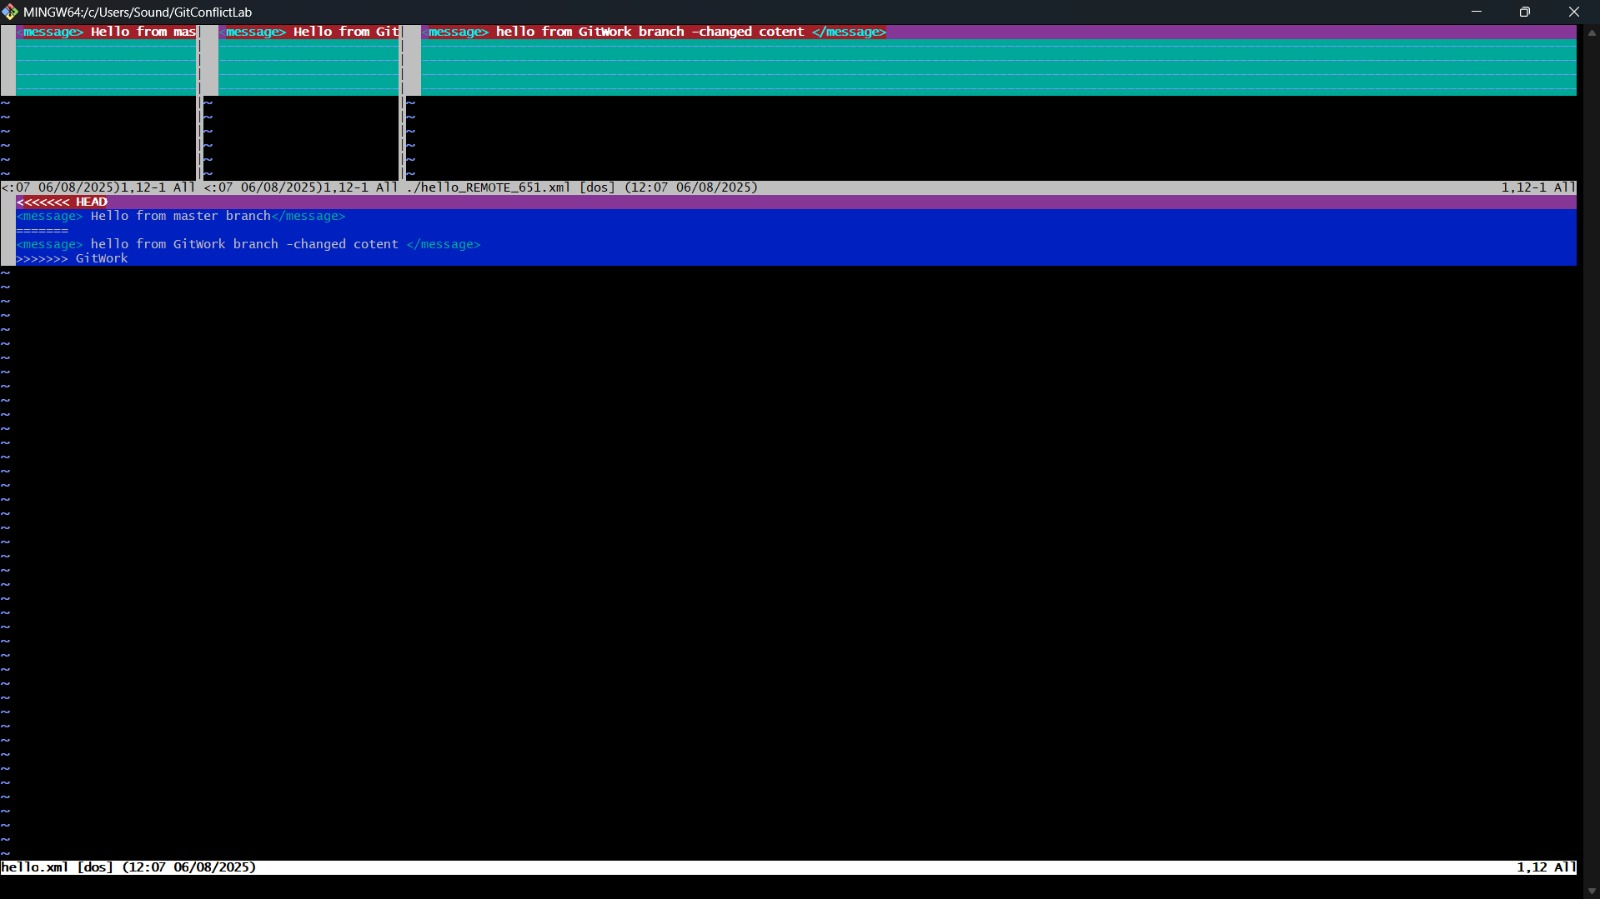 MINGW64:/c/Users/Sound/GitConflictLab
<message> Hello from mas
<message> Hello from Git
<message> hello from GitWork branch -changed cotent </message>
<:07 06/08/2025)1,12-1 All <:07 06/08/2025)1,12-1 All ./hello_REMOTE_651.xml [dos] (12:07 06/08/2025) 1,12-1 All
<<<<<<< HEAD
<message> Hello from master branch</message>
=======
<message> hello from GitWork branch -changed cotent </message>
>>>>>>> GitWork
hello.xml [dos] (12:07 06/08/2025) 1,12 All